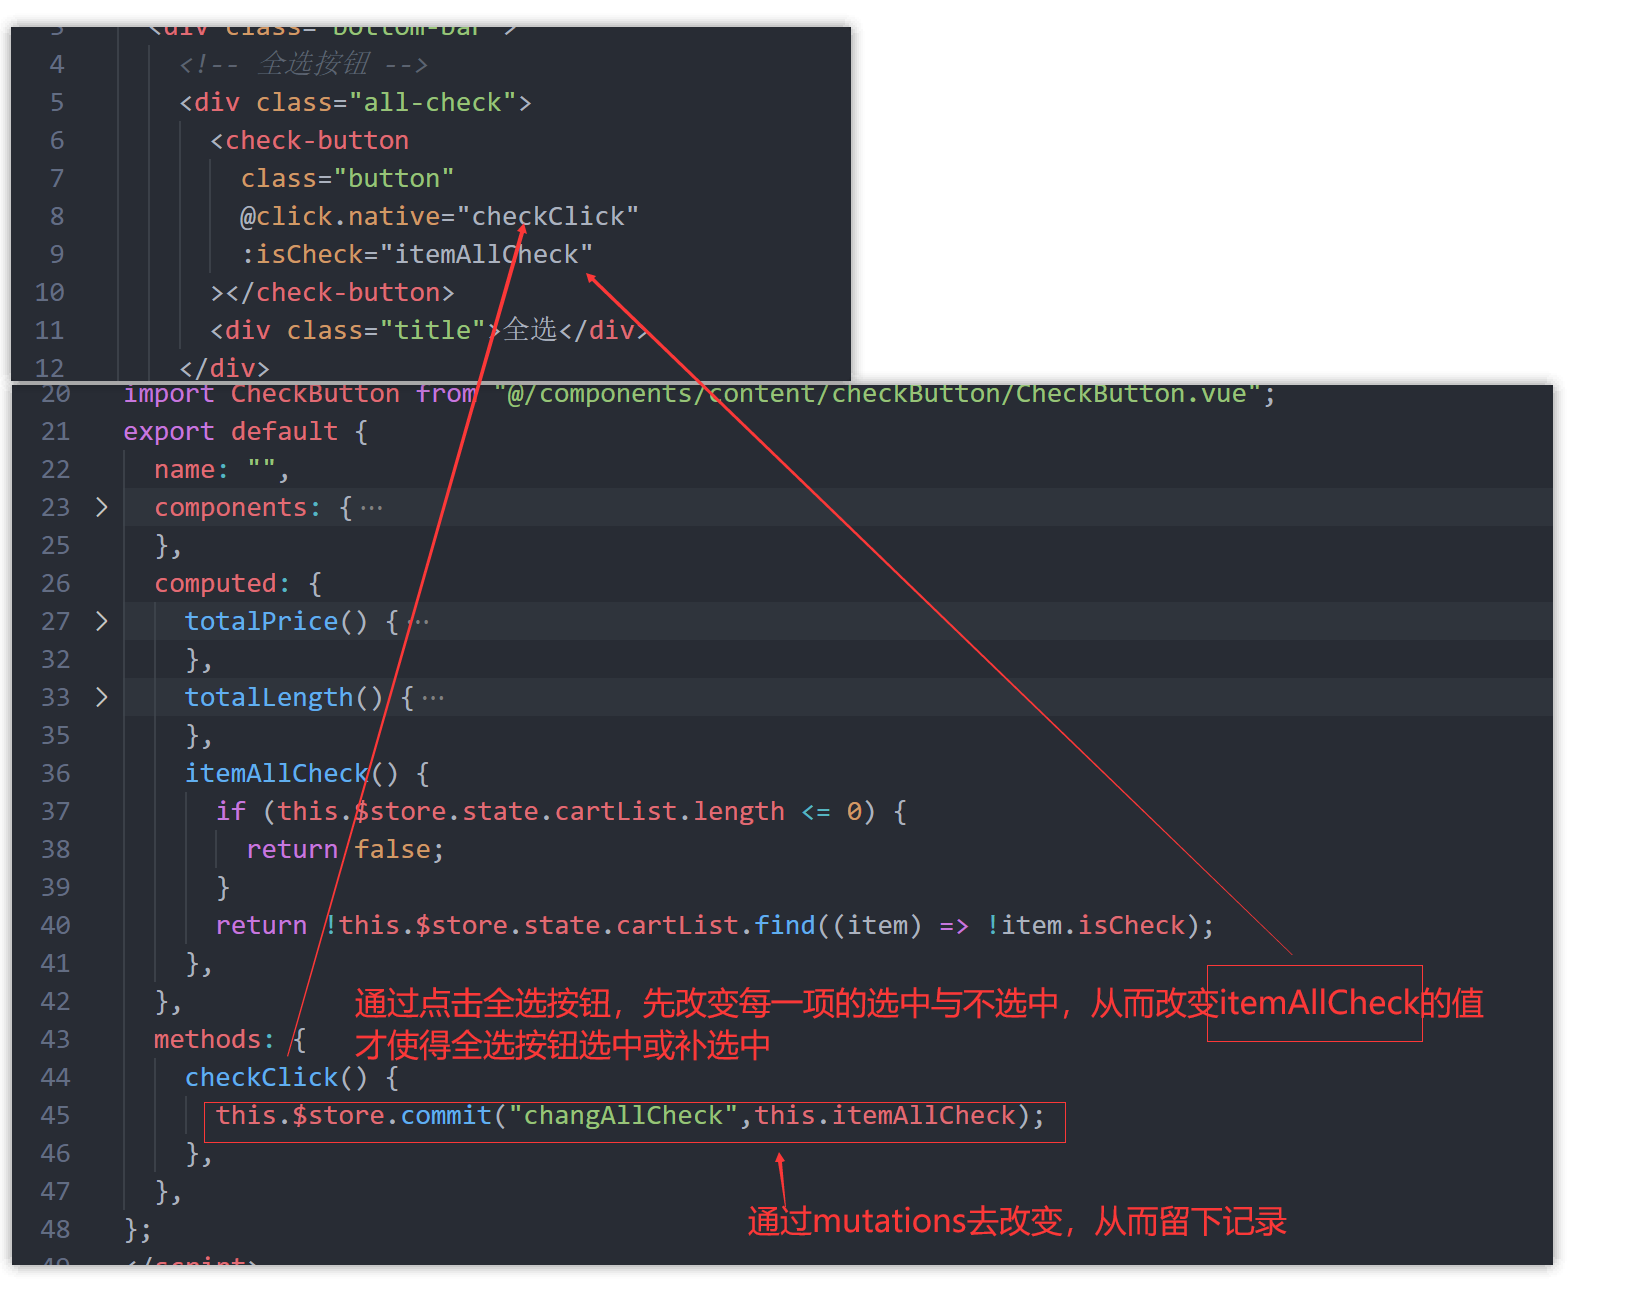 3 <div class="bottom-bar">
4 <!-- 全选按钮 -->
5 <div class="all-check">
6 <check-button
7 class="button"
8 @click.native="checkClick"
9 :isCheck="itemAllCheck"
10 ></check-button>
11 <div class="title">全选</div>
12 </div>
20 import CheckButton from "@/components/content/checkButton/CheckButton.vue";
21 export default {
22 name: "",
23 > components: {···
25 },
26 computed: {
27 > totalPrice() {···
32 },
33 > totalLength() {···
35 },
36 itemAllCheck() {
37 if (this.$store.state.cartList.length <= 0) {
38 return false;
39 }
40 return !this.$store.state.cartList.find((item) => !item.isCheck);
41 },
42 },
通过点击全选按钮，先改变每一项的选中与不选中，从而改变itemAllCheck的值
43 methods: {
才使得全选按钮选中或补选中
44 checkClick() {
45 this.$store.commit("changAllCheck",this.itemAllCheck);
46 },
47 },
通过mutations去改变，从而留下记录
48 };
49 </script>